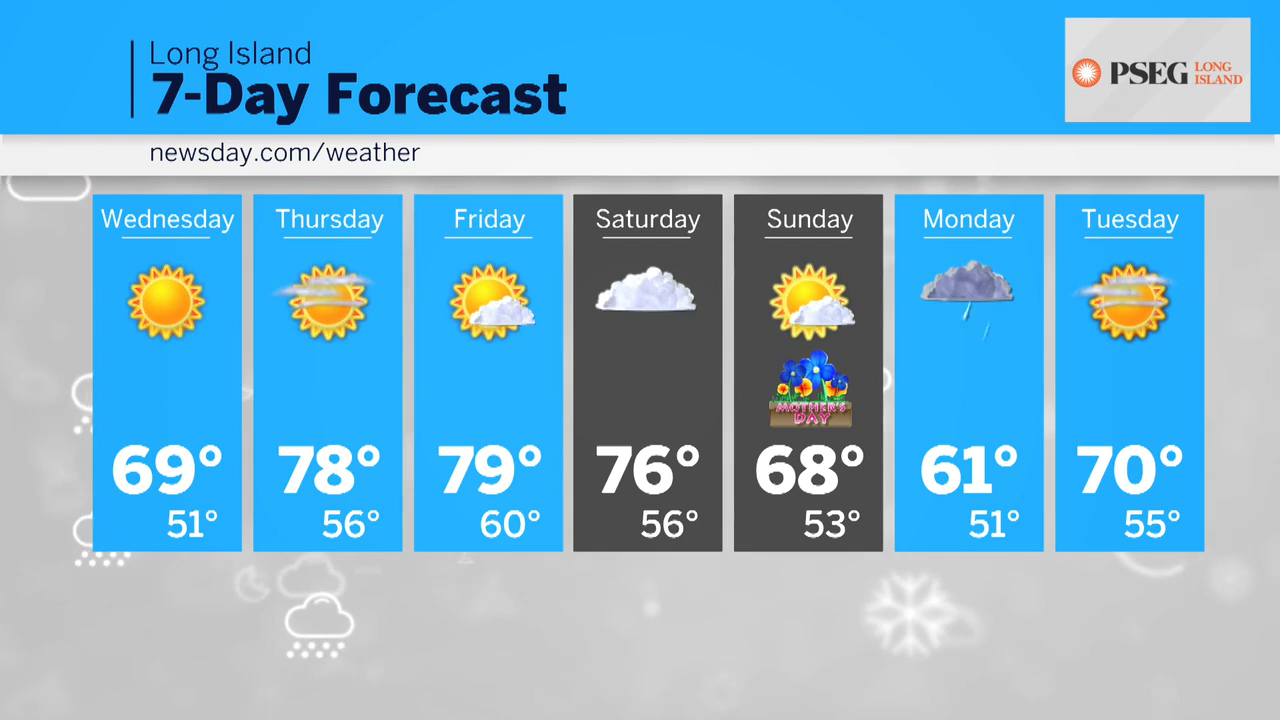 Long Island
7-Day Forecast
PSEG LONG
ISLAND
newsday.com/weather
Wednesday
69°
51°
Thursday
78°
56°
Friday
79°
60°
Saturday
76°
56°
Sunday
MOTHER'S
DAY
68°
53°
Monday
61°
51°
Tuesday
70°
55°